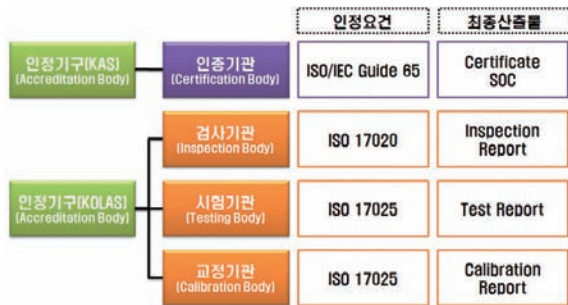 인정요건
최종산출물
인정기구(KAS)
(Accreditation Body)
인증기관
(Certification Body)
ISO/IEC Guide 65
Certificate
SOC
검사기관
(Inspection Body)
ISO 17020
Inspection
Report
인정기구(KOLAS)
(Accreditation Body)
시험기관
(Testing Body)
ISO 17025
Test Report
교정기관
(Calibration Body)
ISO 17025
Calibration
Report